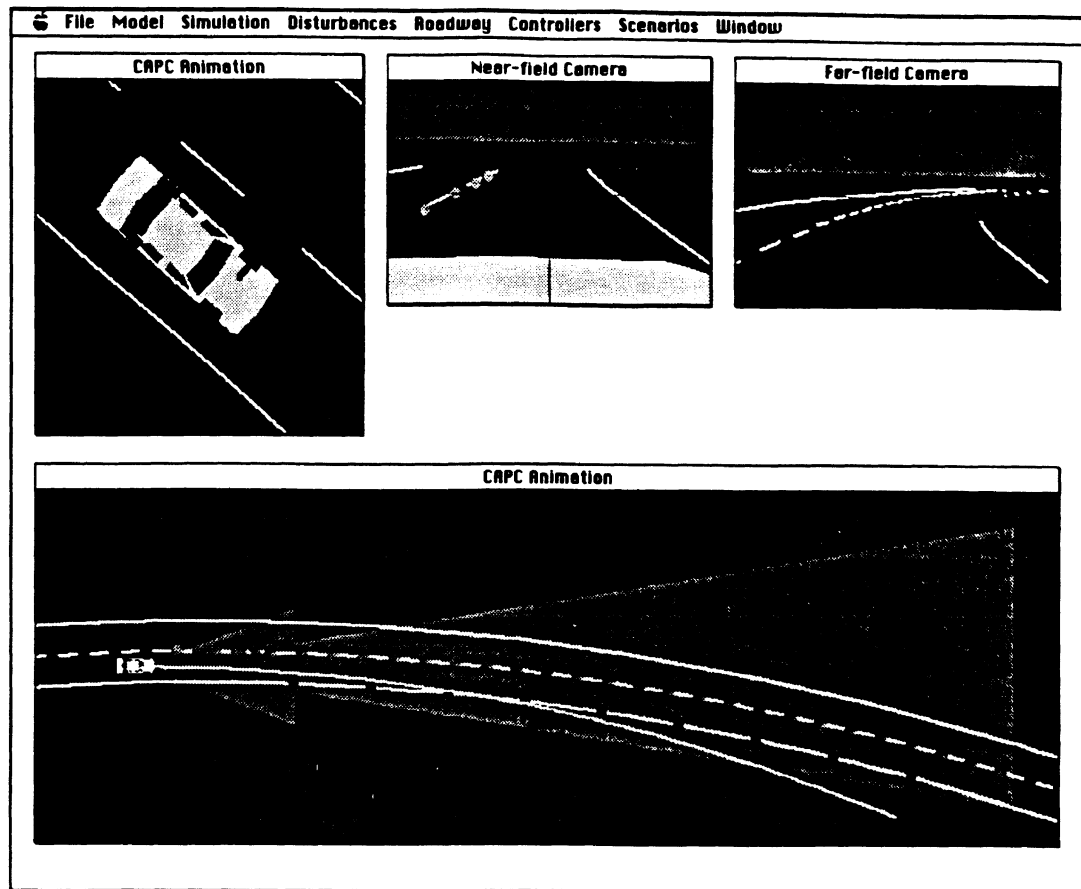 File Model Simulation Disturbances Roadway Controllers Scenarios Window
CAPC Animation
Near-field Camera
Far-field Camera
CAPC Animation